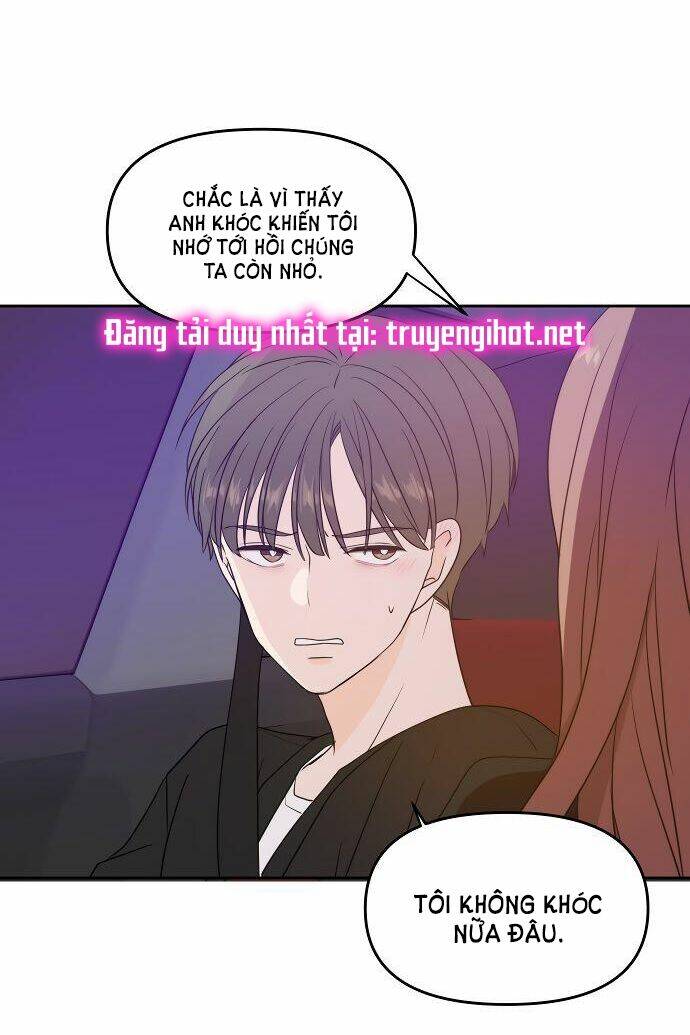 CHẮC LÀ VÌ THẤY
ANH KHÓC KHIẾN TÔI
NHỚ TỚI HỒI CHÚNG
TA CÒN NHỎ.
Đăng tải duy nhất tại: truyengihot.net
TÔI KHÔNG KHÓC
NỮA ĐÂU.